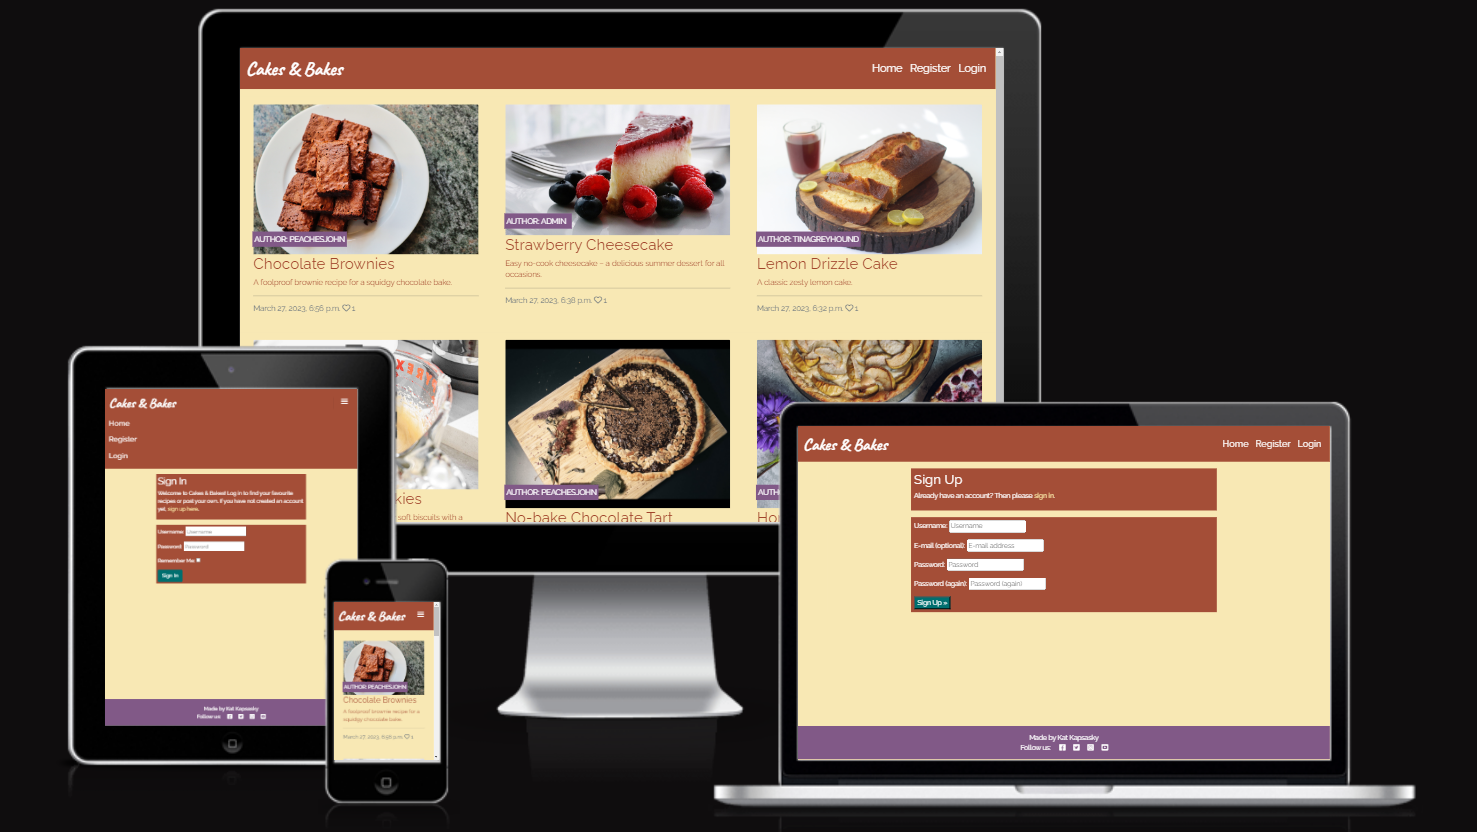 Cakes & Bakes
Home Register Login
AUTHOR: PEACHESJOHN
Chocolate Brownies
A foolproof brownie recipe for a squidgy chocolate bake.
March 27, 2023, 6:56 p.m. 1
AUTHOR: ADMIN
Strawberry Cheesecake
Easy no-cook cheesecake – a delicious summer dessert for all
occasions.
March 27, 2023, 6:38 p.m. 1
AUTHOR: TINAGREYHOUND
Lemon Drizzle Cake
A classic zesty lemon cake.
March 27, 2023, 6:32 p.m. 1
kies
soft biscuits with a
AUTHOR: PEACHESJOHN
No-bake Chocolate Tart
AUTH
Hor
Cakes & Bakes
Home
Register
Login
Sign In
Welcome to Cakes & Bakes! Log in to find your favourite
recipes or post your own. If you have not created an account
yet, sign up here.
Username: Username
Password: Password
Remember Me:
Sign In
Made by Kat Kapsasky
Follow us:
Cakes & Bakes
AUTHOR: PEACHESJOHN
Chocolate Brownies
A foolproof brownie recipe for a
squidgy chocolate bake.
March 27, 2023, 6:56 p.m. 1
Cakes & Bakes
Home Register Login
Sign Up
Already have an account? Then please sign in.
Username: Username
E-mail (optional): E-mail address
Password: Password
Password (again): Password (again)
Sign Up »
Made by Kat Kapsasky
Follow us: